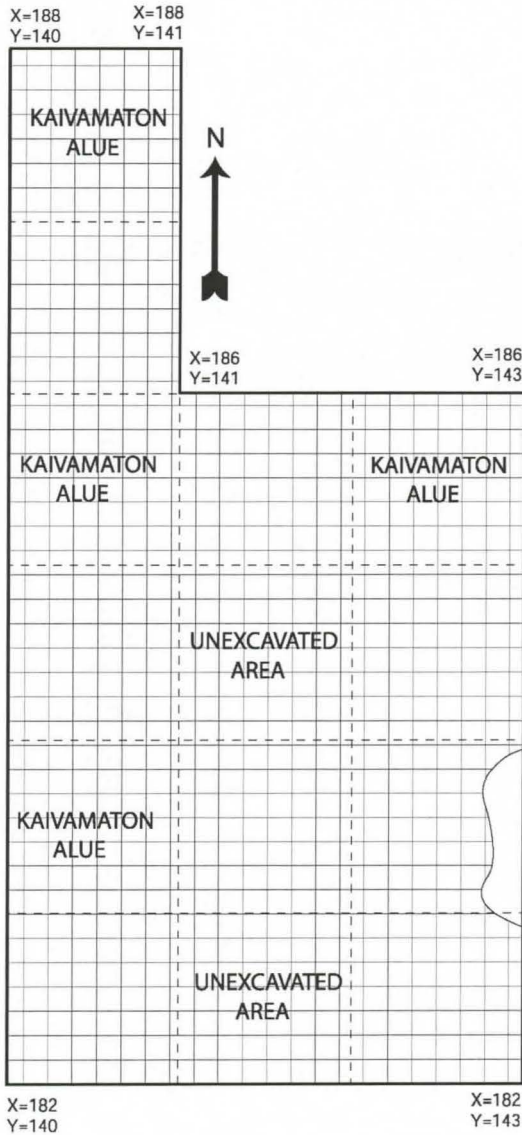 X=188
Y=140
X=188
Y=141
KAIVAMATON
ALUE
N
X=186
Y=141
X=186
Y=143
KAIVAMATON
ALUE
KAIVAMATON
ALUE
UNEXCAVATED
AREA
KAIVAMATON
ALUE
UNEXCAVATED
AREA
X=182
Y=140
X=182
Y=143